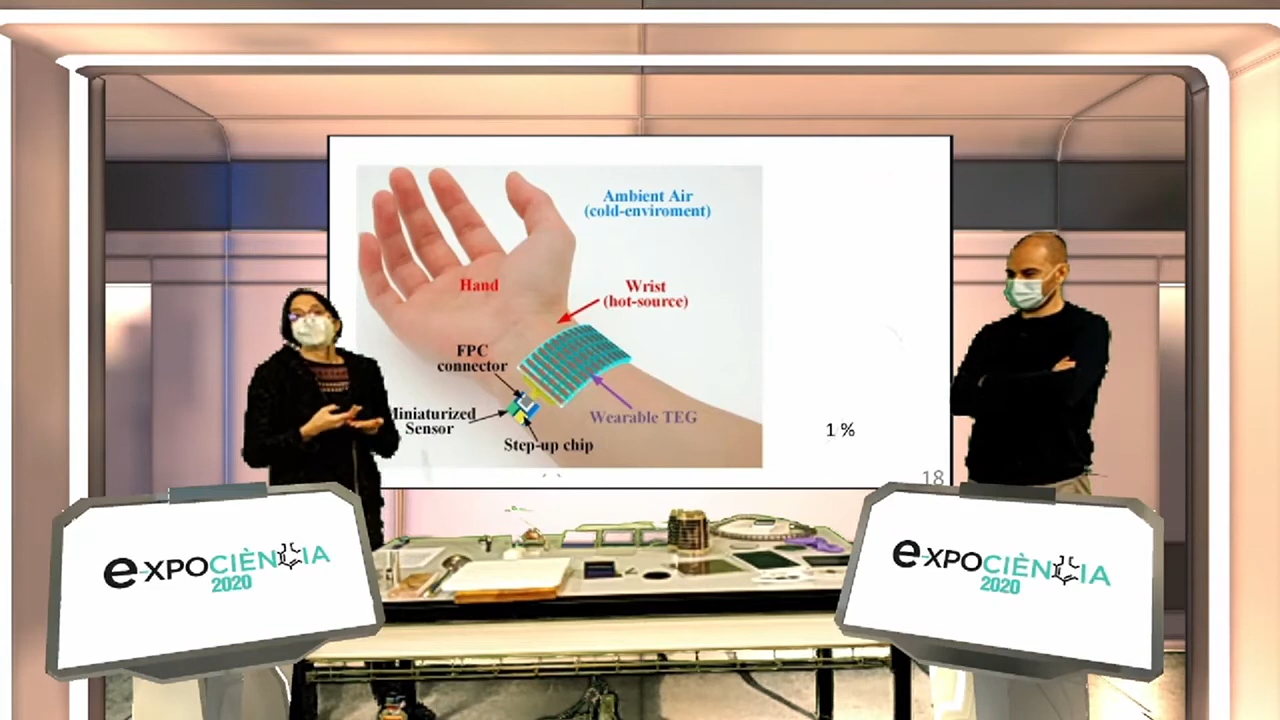 Ambient Air
(cold-enviroment)
Hand
Wrist
(hot-source)
FPC
connector
Miniaturized
Sensor
Step-up chip
Wearable TEG
1 %
18
exPOCIÈNCIA
2020
exPOCIÈNCIA
2020